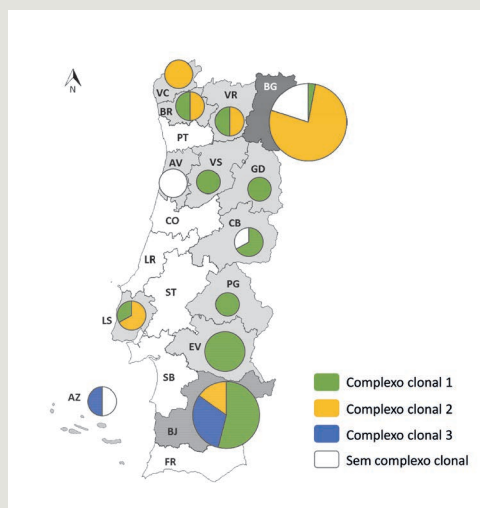 N
VC
BR
VR
BG
PT
AV
VS
GD
CO
CB
LR
ST
PG
LS
EV
SB
AZ
BJ
FR
Complexo clonal 1
Complexo clonal 2
Complexo clonal 3
Sem complexo clonal